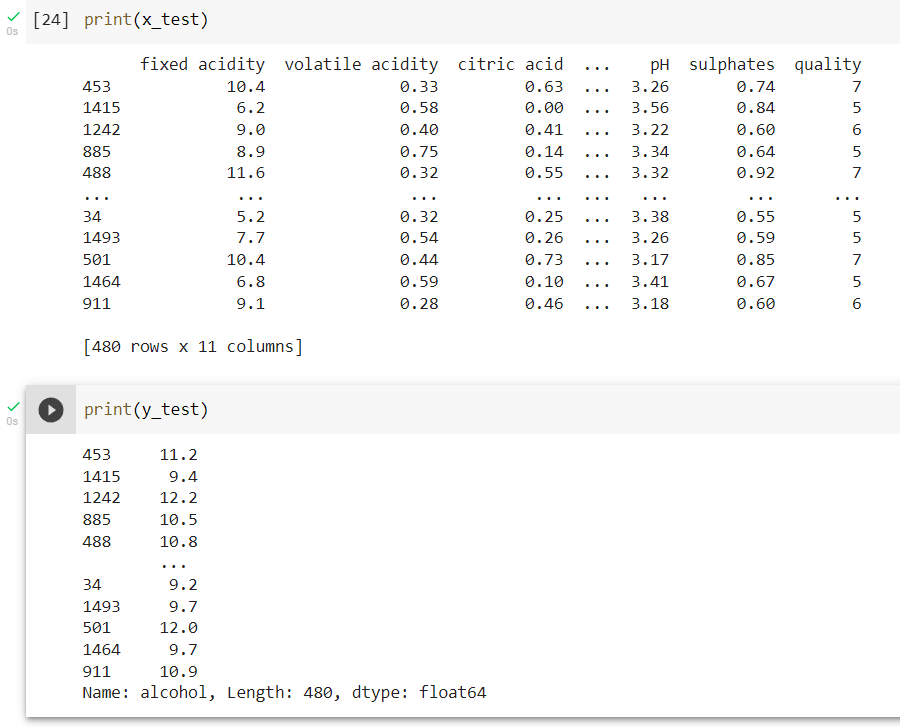 [24] print(x_test)
0s
fixed acidity volatile acidity citric acid ... pH sulphates quality
453 10.4 0.33 0.63 ... 3.26 0.74 7
1415 6.2 0.58 0.00 ... 3.56 0.84 5
1242 9.0 0.40 0.41 ... 3.22 0.60 6
885 8.9 0.75 0.14 ... 3.34 0.64 5
488 11.6 0.32 0.55 ... 3.32 0.92 7
... ... ... ... ... ... ... ...
34 5.2 0.32 0.25 ... 3.38 0.55 5
1493 7.7 0.54 0.26 ... 3.26 0.59 5
501 10.4 0.44 0.73 ... 3.17 0.85 7
1464 6.8 0.59 0.10 ... 3.41 0.67 5
911 9.1 0.28 0.46 ... 3.18 0.60 6
[480 rows x 11 columns]
print(y_test)
0s
453 11.2
1415 9.4
1242 12.2
885 10.5
488 10.8
...
34 9.2
1493 9.7
501 12.0
1464 9.7
911 10.9
Name: alcohol, Length: 480, dtype: float64